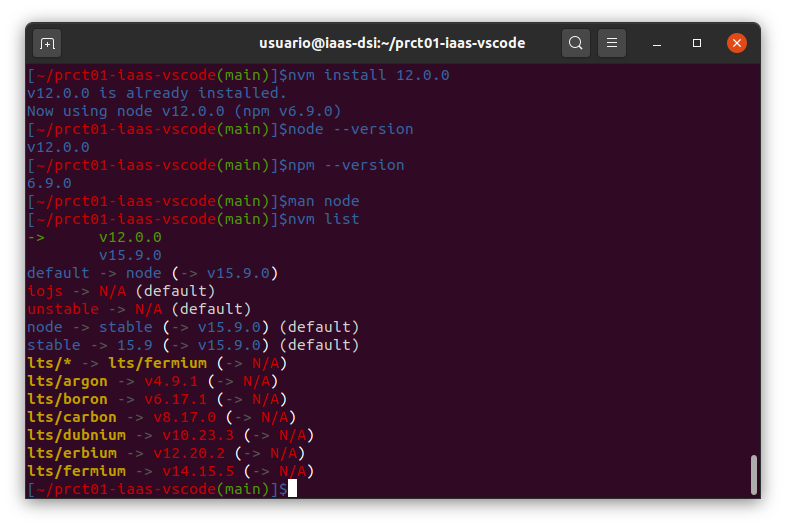 usuario@iaas-dsi:~/prct01-iaas-vscode
[~/prct01-iaas-vscode(main)]$nvm install 12.0.0
v12.0.0 is already installed.
Now using node v12.0.0 (npm v6.9.0)
[~/prct01-iaas-vscode(main)]$node --version
v12.0.0
[~/prct01-iaas-vscode(main)]$npm --version
6.9.0
[~/prct01-iaas-vscode(main)]$man node
[~/prct01-iaas-vscode(main)]$nvm list
->      v12.0.0
        v15.9.0
default -> node (-> v15.9.0)
iojs -> N/A (default)
unstable -> N/A (default)
node -> stable (-> v15.9.0) (default)
stable -> 15.9 (-> v15.9.0) (default)
lts/* -> lts/fermium (-> N/A)
lts/argon -> v4.9.1 (-> N/A)
lts/boron -> v6.17.1 (-> N/A)
lts/carbon -> v8.17.0 (-> N/A)
lts/dubnium -> v10.23.3 (-> N/A)
lts/erbium -> v12.20.2 (-> N/A)
lts/fermium -> v14.15.5 (-> N/A)
[~/prct01-iaas-vscode(main)]$